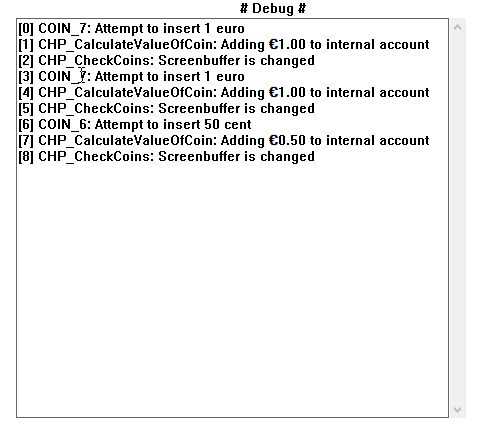 # Debug #
[0] COIN_7: Attempt to insert 1 euro
[1] CHP_CalculateValueOfCoin: Adding €1.00 to internal account
[2] CHP_CheckCoins: Screenbuffer is changed
[3] COIN_7: Attempt to insert 1 euro
[4] CHP_CalculateValueOfCoin: Adding €1.00 to internal account
[5] CHP_CheckCoins: Screenbuffer is changed
[6] COIN_6: Attempt to insert 50 cent
[7] CHP_CalculateValueOfCoin: Adding €0.50 to internal account
[8] CHP_CheckCoins: Screenbuffer is changed